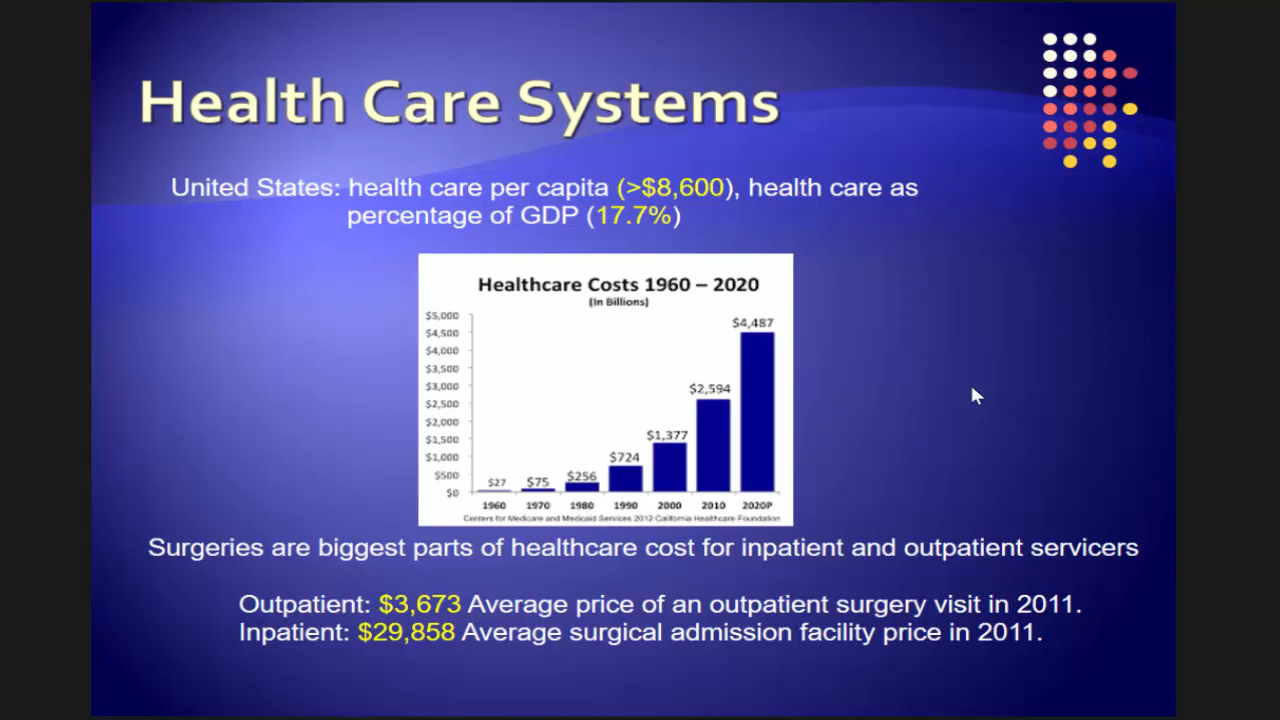 Health Care Systems
United States: health care per capita (>$8,600), health care as
percentage of GDP (17.7%)
Healthcare Costs 1960 – 2020
(In Billions)
$5,000
$4,500
$4,000
$3,500
$3,000
$2,500
$2,000
$1,500
$1,000
$500
$0
$27
$75
$256
$724
$1,377
$2,594
$4,487
1960 1970 1980 1990 2000 2010 2020P
Centers for Medicare and Medicaid Services 2012 California Healthcare Foundation
Surgeries are biggest parts of healthcare cost for inpatient and outpatient servicers
Outpatient: $3,673 Average price of an outpatient surgery visit in 2011.
Inpatient: $29,858 Average surgical admission facility price in 2011.